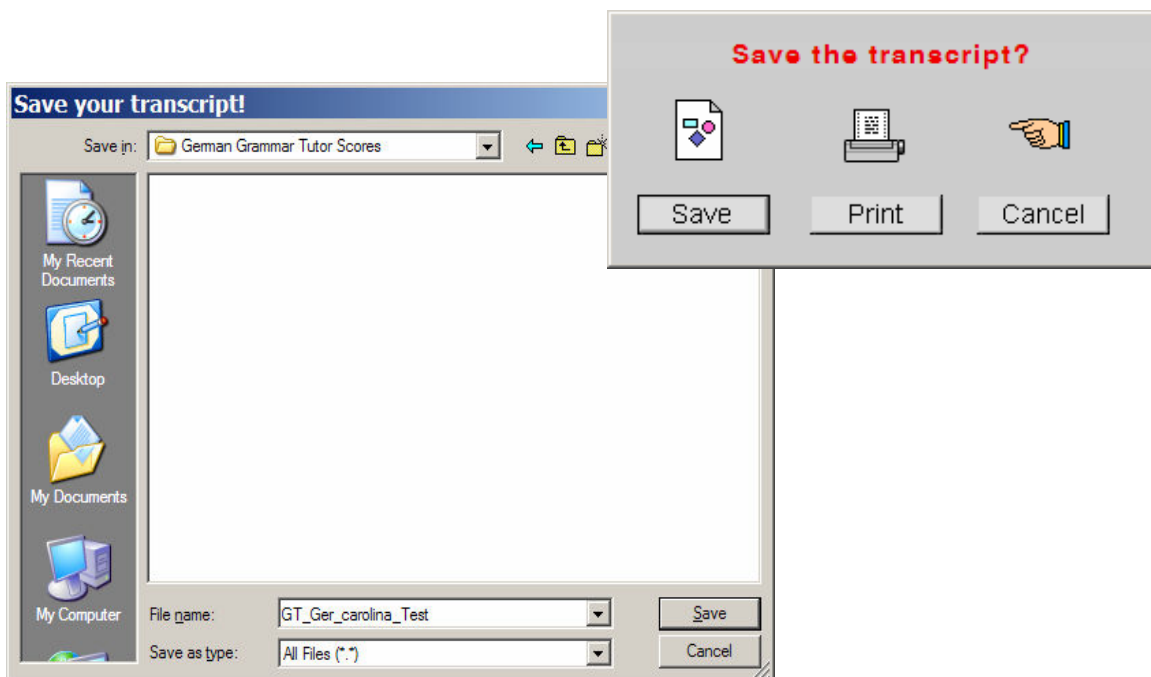 Save the transcript?
Save Print Cancel
Save your transcript!
Save in: German Grammar Tutor Scores
My Recent
Documents
Desktop
My Documents
My Computer
File name: GT_Ger_carolina_Test Save
Save as type: All Files (*.*) Cancel